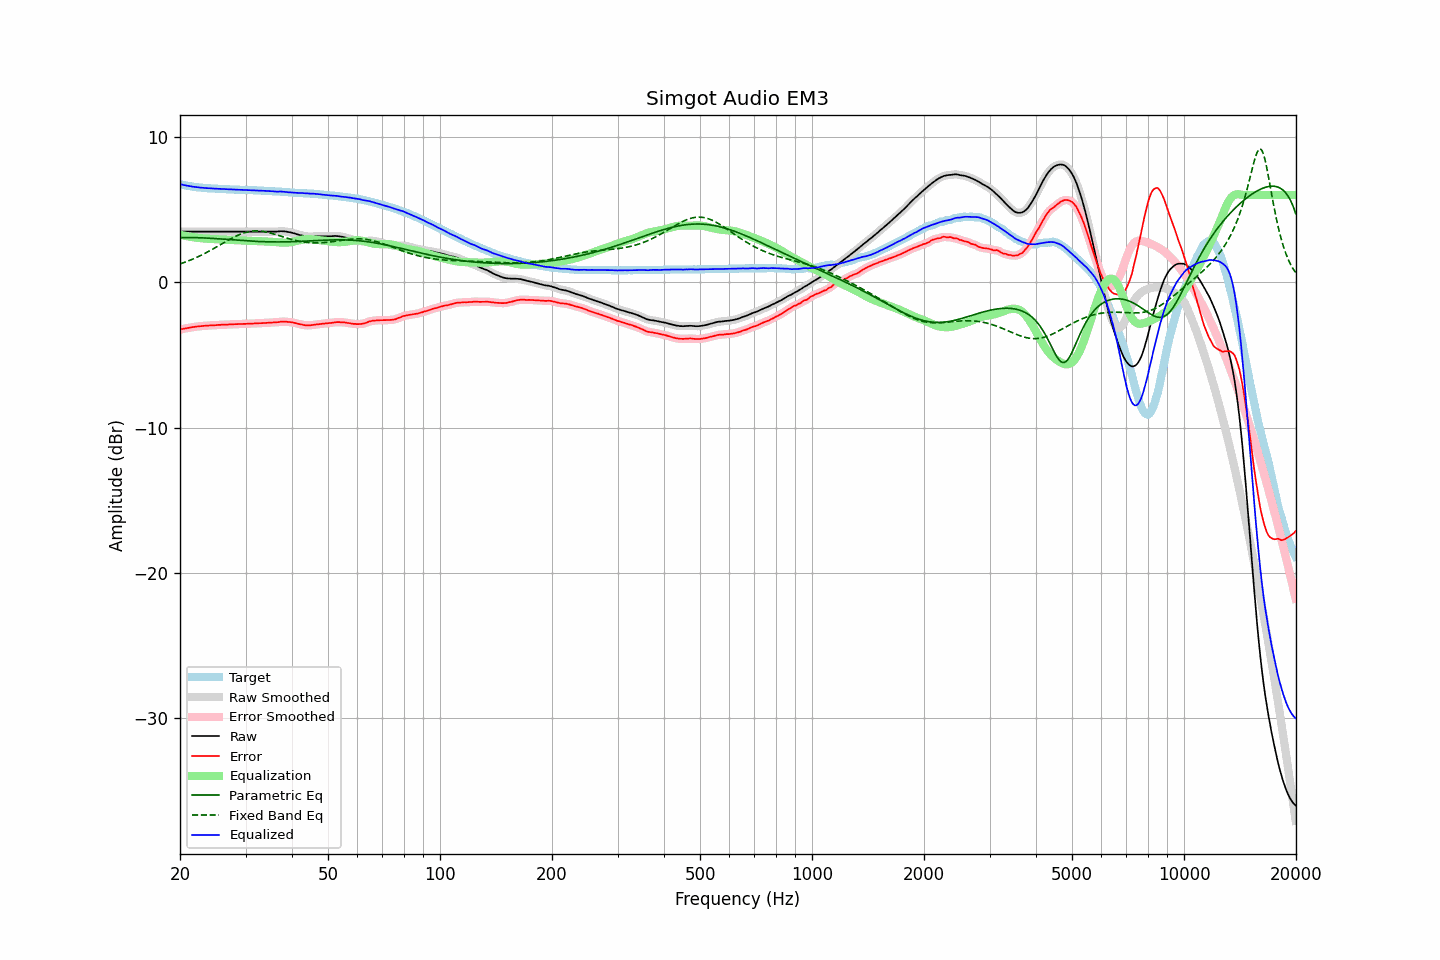 Simgot Audio EM3
10
0
−10
−20
−30
Amplitude (dBr)
20
50
100
200
500
1000
2000
5000
10000
20000
Frequency (Hz)
Target
Raw Smoothed
Error Smoothed
Raw
Error
Equalization
Parametric Eq
Fixed Band Eq
Equalized